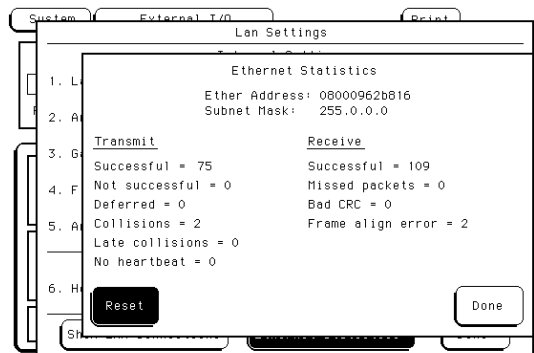 System External I/O Print
Lan Settings
1. L
2. A
3. G
4. F
5. A
6. H
Ethernet Statistics
Ether Address: 08000962b816
Subnet Mask: 255.0.0.0
Transmit
Successful = 75
Not successful = 0
Deferred = 0
Collisions = 2
Late collisions = 0
No heartbeat = 0
Receive
Successful = 109
Missed packets = 0
Bad CRC = 0
Frame align error = 2
Reset
Done